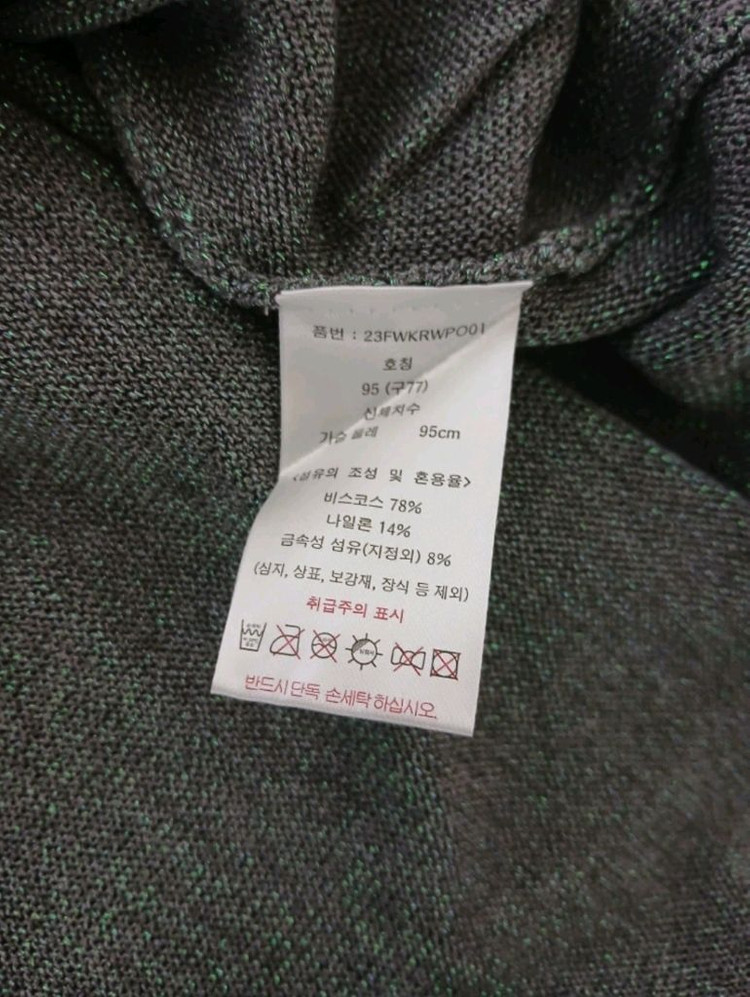 품번 : 23FWKRWPO01
호칭
95 (구77)
신체치수
가슴둘레 95cm
<섬유의 조성 및 혼용율>
비스코스 78%
나일론 14%
금속성 섬유(지정외) 8%
(심지, 상표, 보강재, 장식 등 제외)
취급주의 표시
반드시 단독 손세탁 하십시오.